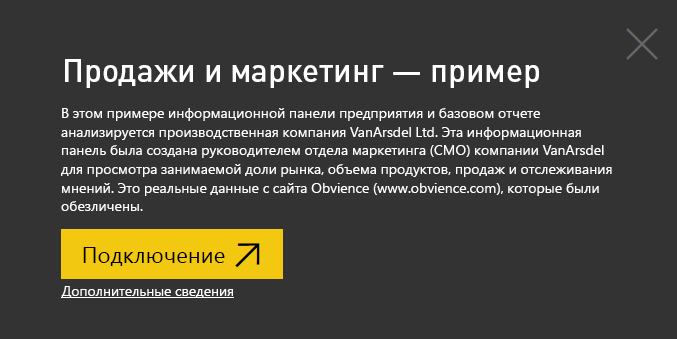 Продажи и маркетинг — пример
В этом примере информационной панели предприятия и базовом отчете
анализируется производственная компания VanArsdel Ltd. Эта информационная
панель была создана руководителем отдела маркетинга (CMO) компании VanArsdel
для просмотра занимаемой доли рынка, объема продуктов, продаж и отслеживания
мнений. Это реальные данные с сайта Obvience (www.obvience.com), которые были
обезличены.
Подключение
Дополнительные сведения